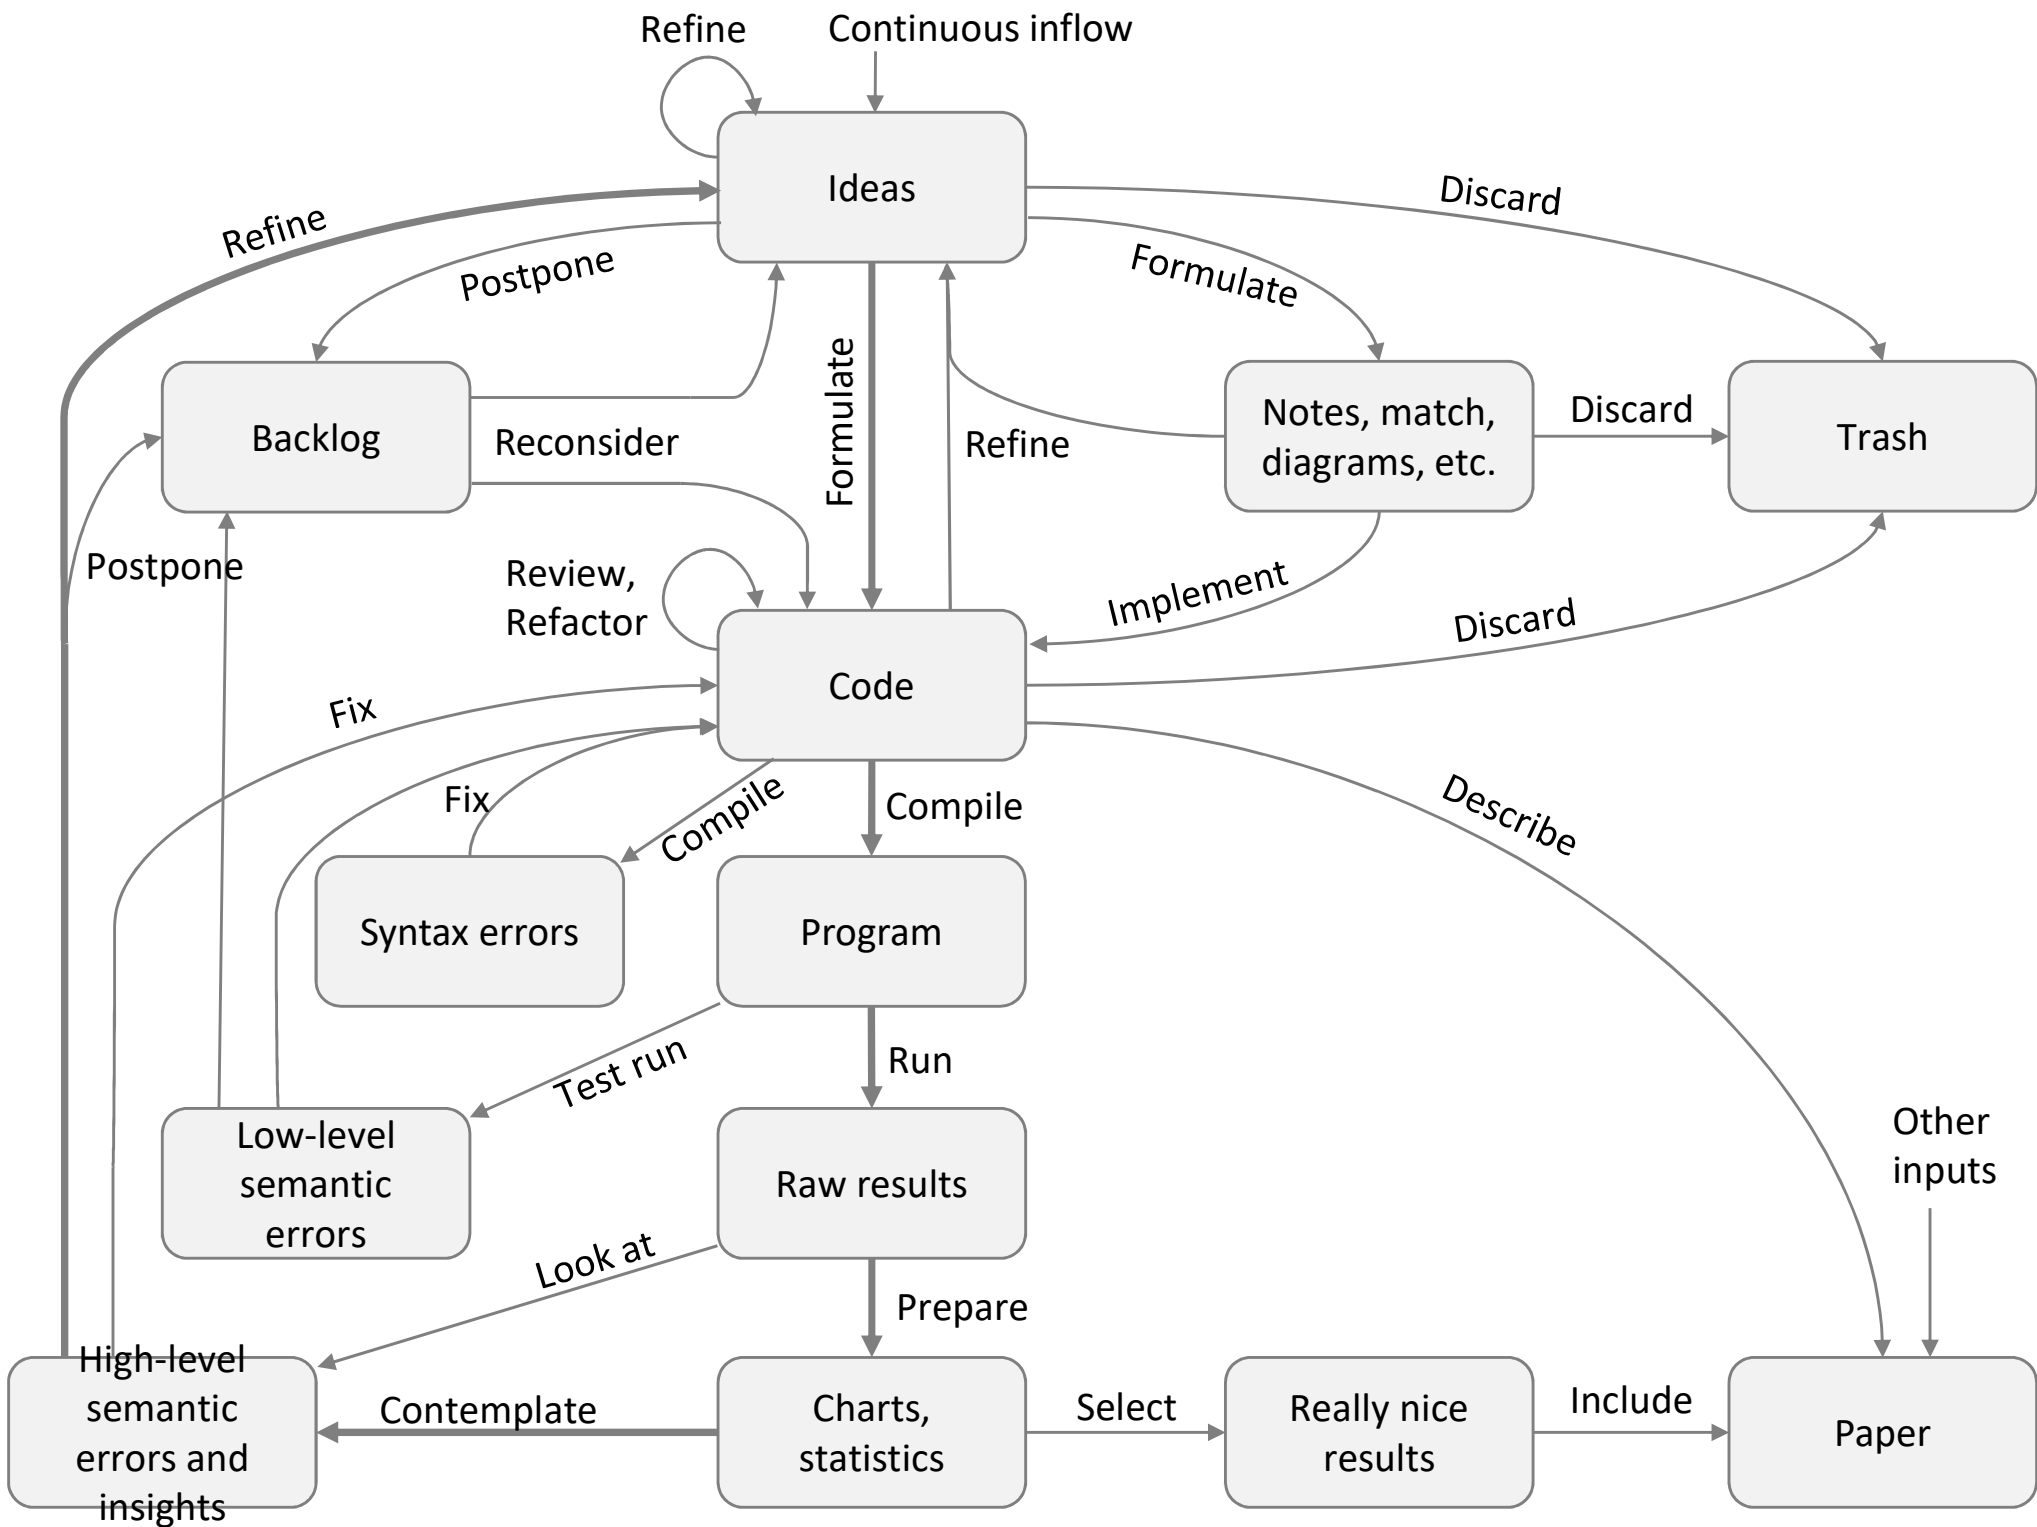 Refine
Continuous inflow
Ideas
Refine
Discard
Postpone
Formulate
Formulate
Backlog
Reconsider
Refine
Notes, match,
diagrams, etc.
Discard
Trash
Postpone
Review,
Refactor
Implement
Discard
Code
Fix
Fix
Compile
Compile
Describe
Syntax errors
Program
Test run
Run
Low-level
semantic
errors
Raw results
Other
inputs
Look at
Prepare
High-level
semantic
errors and
insights
Contemplate
Charts,
statistics
Select
Really nice
results
Include
Paper